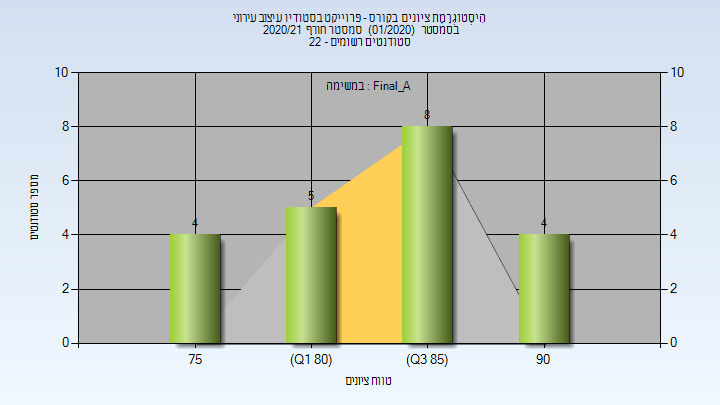 היסטוגרמת ציונים בקורס - פרוייקט בסטודיו עיצוב עירוני
בסמסטר (01/2020) סמסטר חורף 2020/21
סטודנטים רשומים - 22
במשימה : Final_A
מספר סטודנטים
10 10
8 8
6 6
4 4
2 2
0 0
4 5 8 4
75 (Q1 80) (Q3 85) 90
טווח ציונים